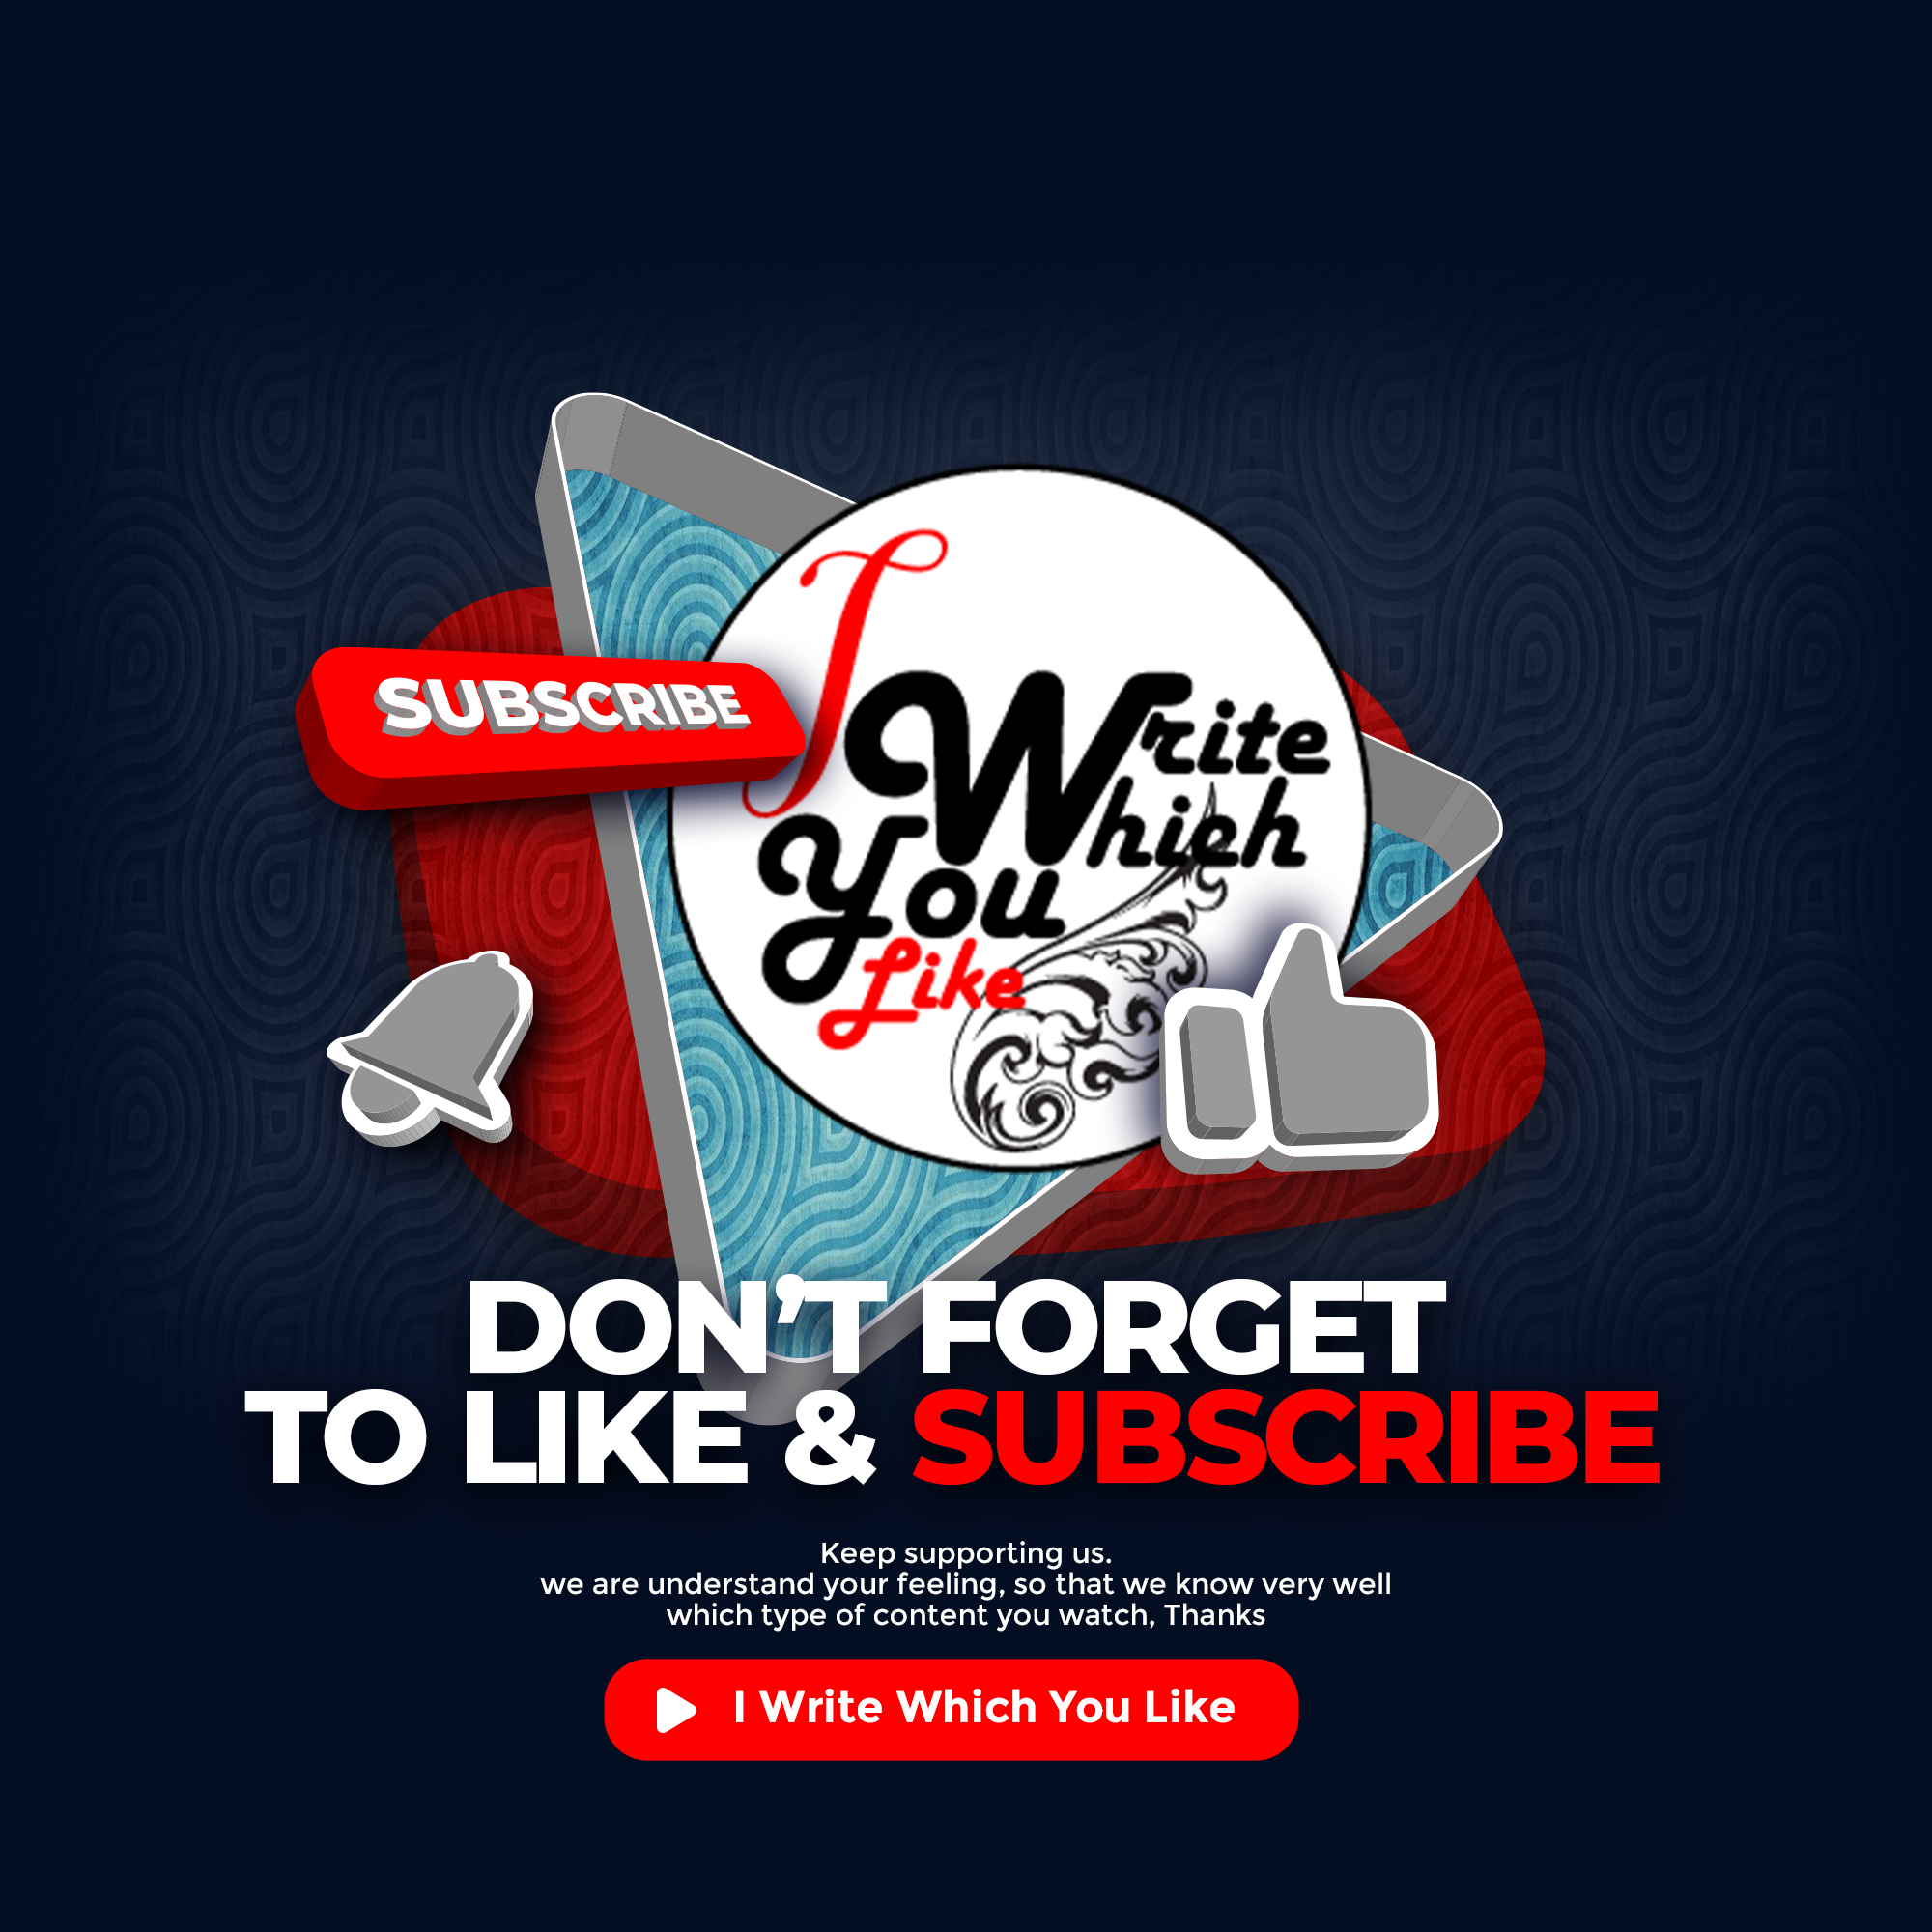 SUBSCRIBE
I Write
Which
You
Like
DON'T FORGET
TO LIKE & SUBSCRIBE
Keep supporting us.
we are understand your feeling, so that we know very well
which type of content you watch, Thanks
I Write Which You Like